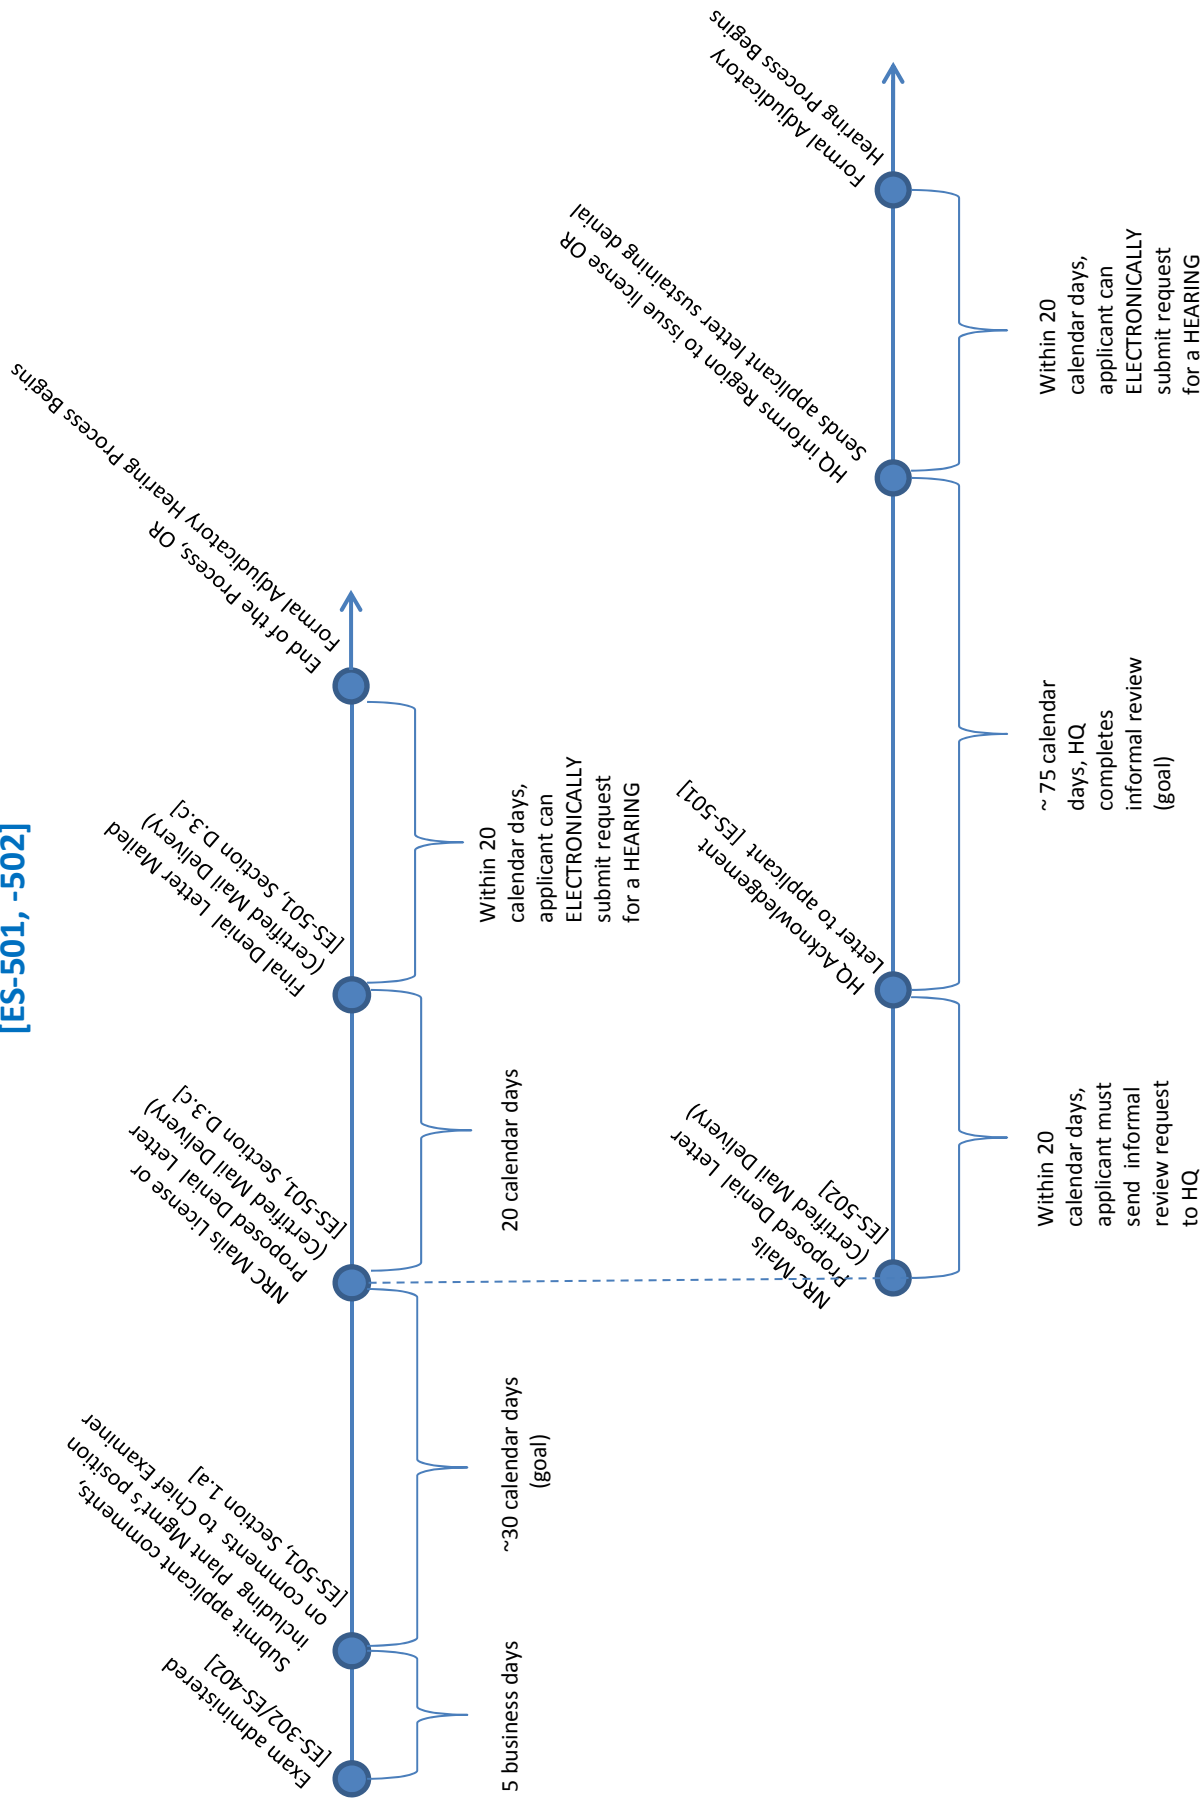 [ES-501, -502]
Exam administered
[ES-302/ES-402]
Submit applicant comments,
including Plant Mgmt's position
on comments to Chief Examiner
[ES-501, Section 1.a]
NRC Mails License or
Proposed Denial Letter
(Certified Mail Delivery)
[ES-501, Section D.3.c]
Final Denial Letter Mailed
(Certified Mail Delivery)
[ES-501, Section D.3.c]
End of the Process, OR
Formal Adjudicatory Hearing Process Begins
5 business days
~30 calendar days
(goal)
20 calendar days
Within 20
calendar days,
applicant can
ELECTRONICALLY
submit request
for a HEARING
NRC Mails
Proposed Denial Letter
(Certified Mail Delivery)
[ES-502]
HQ Acknowledgement
Letter to applicant [ES-501]
HQ informs Region to issue license OR
Sends applicant letter sustaining denial
Formal Adjudicatory
Hearing Process Begins
Within 20
calendar days,
applicant must
send informal
review request
to HQ
~ 75 calendar
days, HQ
completes
informal review
(goal)
Within 20
calendar days,
applicant can
ELECTRONICALLY
submit request
for a HEARING